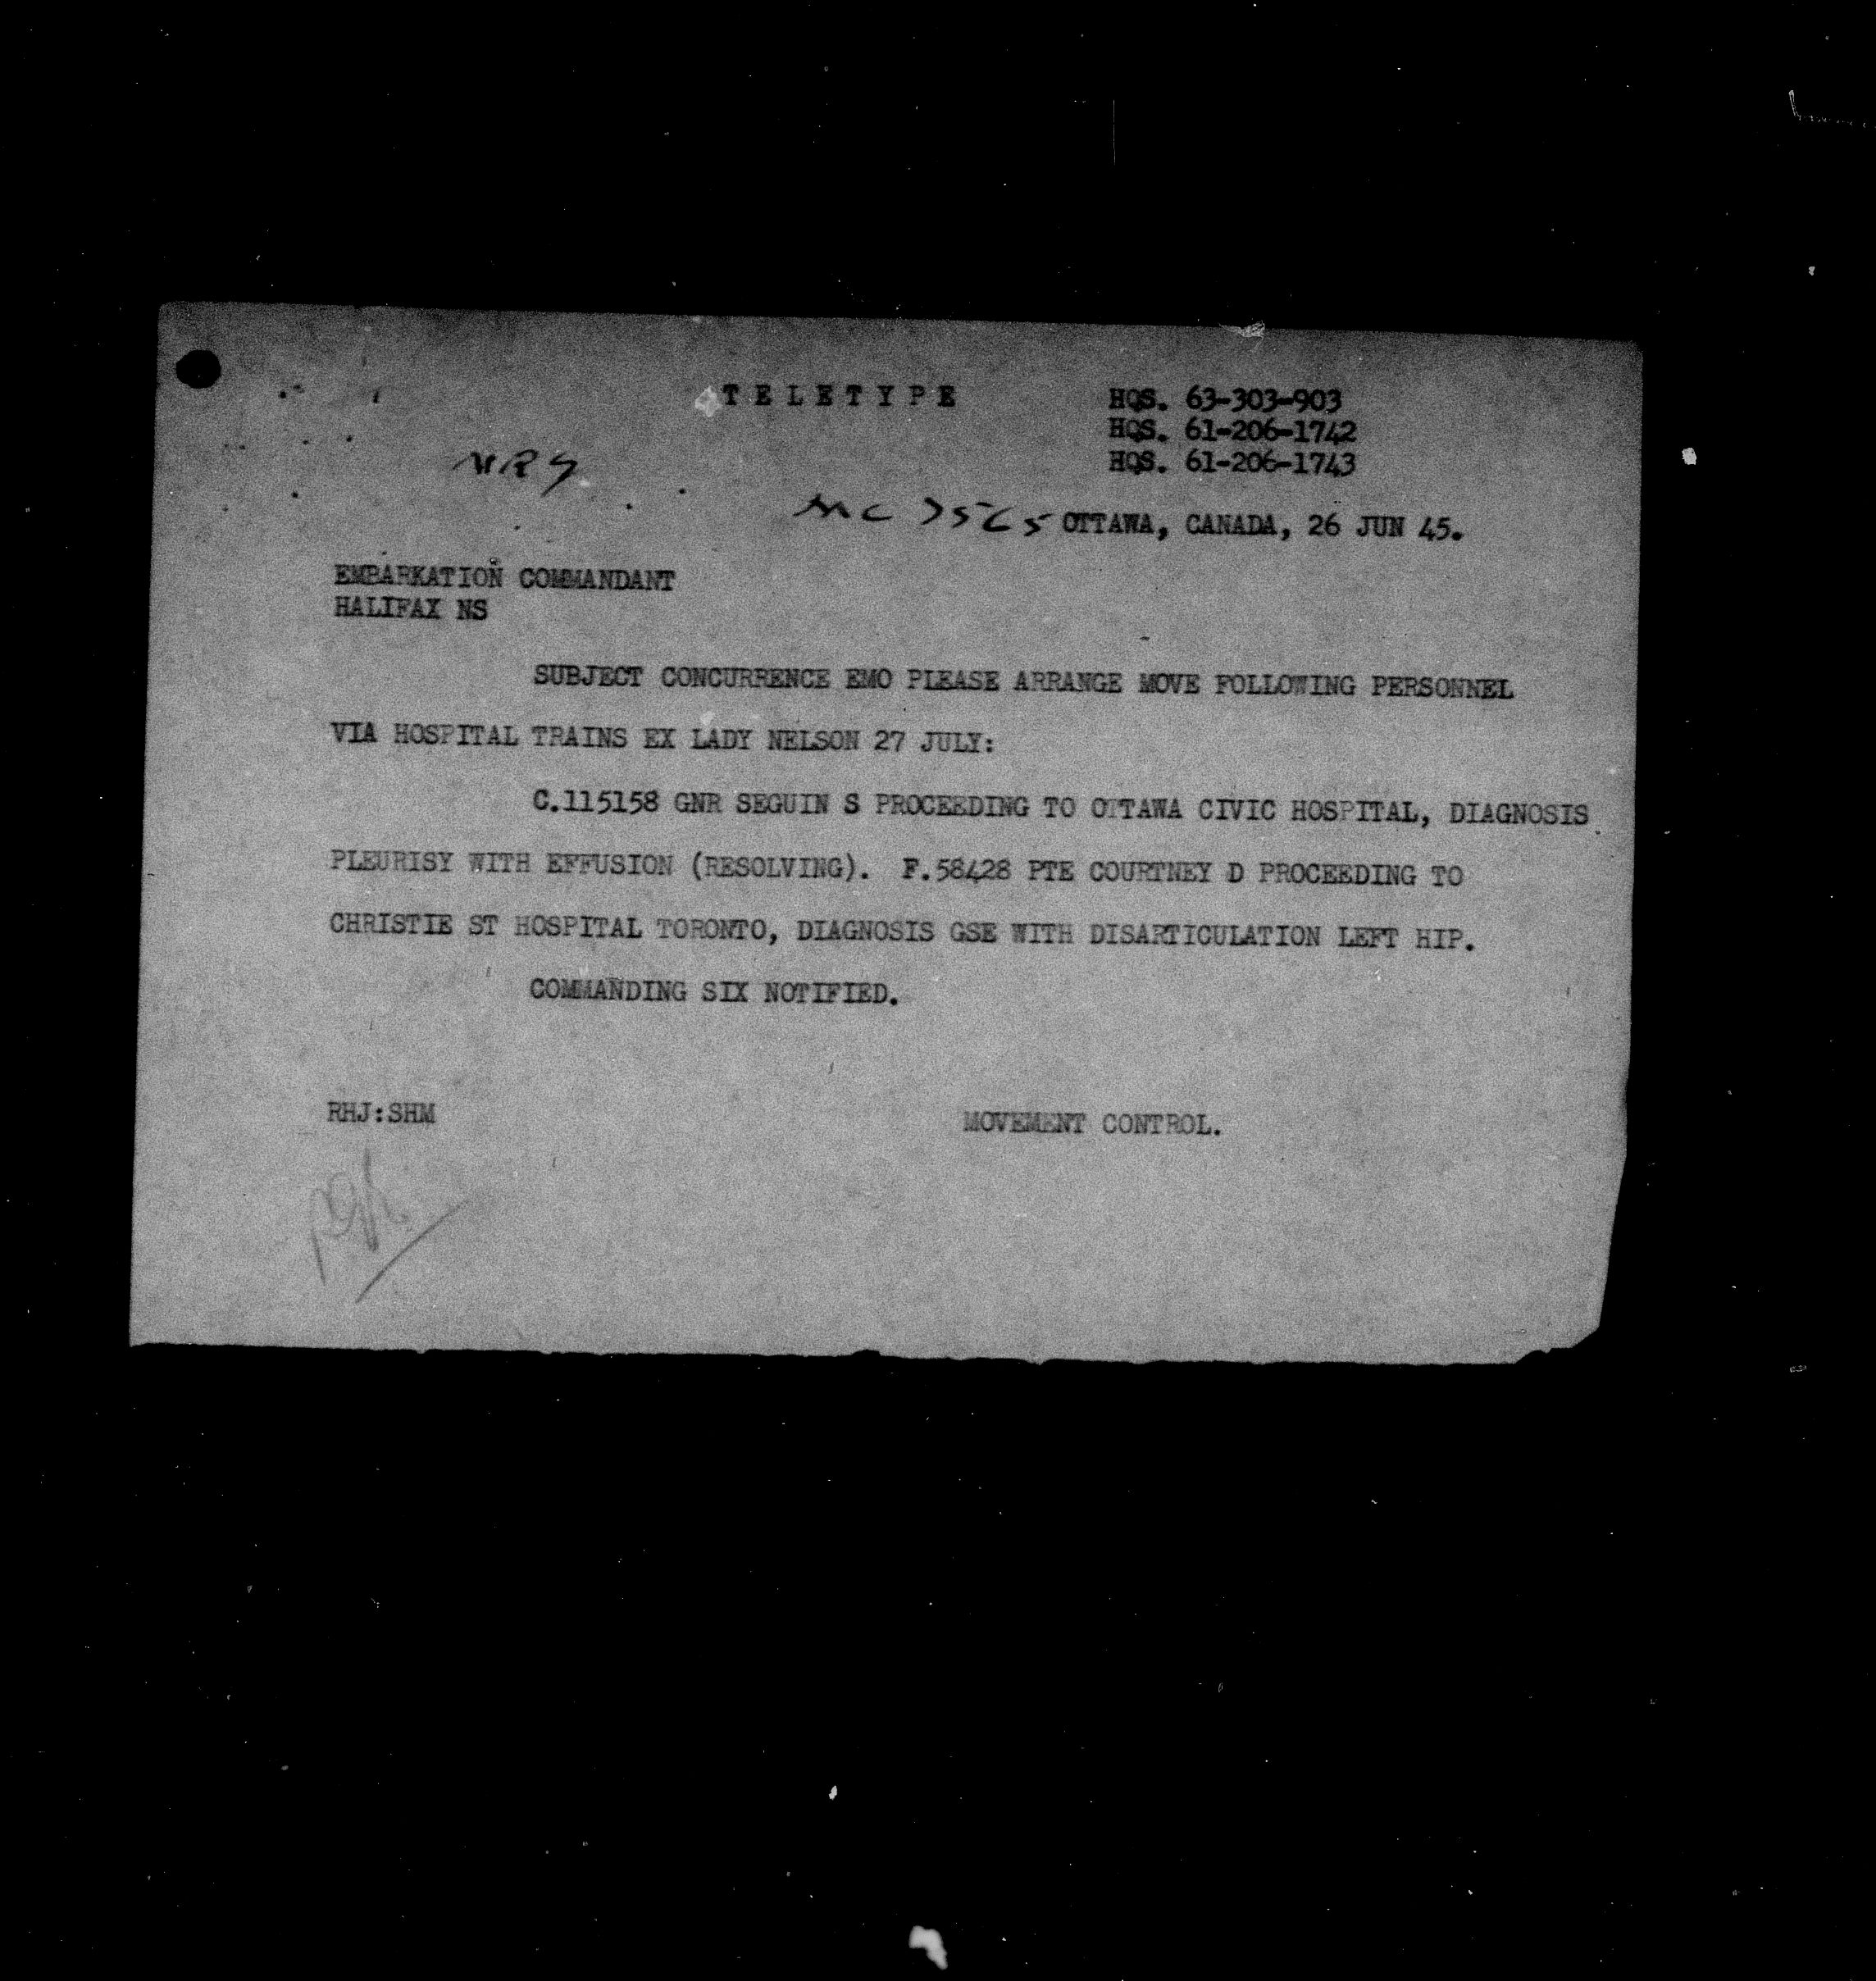 TELETYPE
HQS. 63-303-903
HQS. 61-206-1742
HQS. 61-206-1743
MC 7565 OTTAWA, CANADA, 26 JUN 45.
EMBARKATION COMMANDANT
HALIFAX NS
SUBJECT CONCURRENCE EMO PLEASE ARRANGE MOVE FOLLOWING PERSONNEL
VIA HOSPITAL TRAINS EX LADY NELSON 27 JULY:
C.115158 GNR SEGUIN S PROCEEDING TO OTTAWA CIVIC HOSPITAL, DIAGNOSIS
PLEURISY WITH EFFUSION (RESOLVING). F.58428 PTE COURTNEY D PROCEEDING TO
CHRISTIE ST HOSPITAL TORONTO, DIAGNOSIS GSE WITH DISARTICULATION LEFT HIP.
COMMANDING SIX NOTIFIED.
RHJ:SHM
MOVEMENT CONTROL.